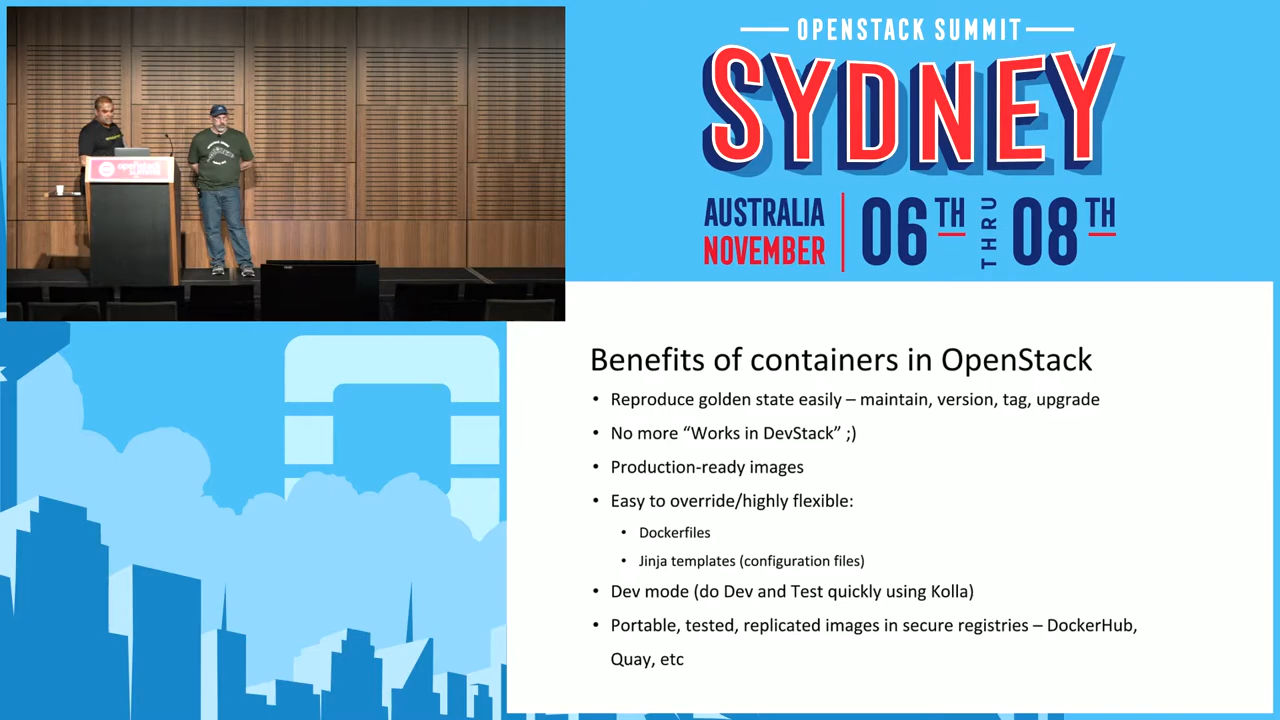 OPENSTACK SUMMIT
SYDNEY
AUSTRALIA
NOVEMBER
06TH
THRU
08TH
openstack
Benefits of containers in OpenStack
• Reproduce golden state easily – maintain, version, tag, upgrade
• No more “Works in DevStack” ;)
• Production-ready images
• Easy to override/highly flexible:
• Dockerfiles
• Jinja templates (configuration files)
• Dev mode (do Dev and Test quickly using Kolla)
• Portable, tested, replicated images in secure registries – DockerHub,
Quay, etc